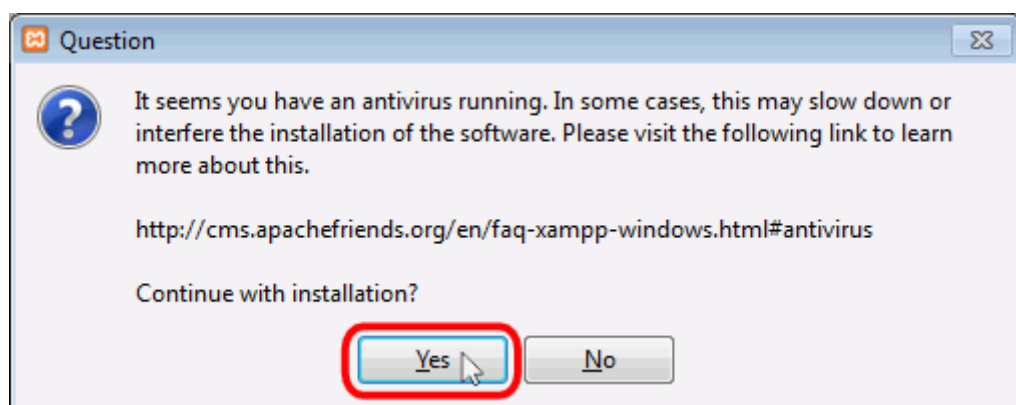 Question
It seems you have an antivirus running. In some cases, this may slow down or
interfere the installation of the software. Please visit the following link to learn
more about this.
http://cms.apachefriends.org/en/faq-xampp-windows.html#antivirus
Continue with installation?
Yes No